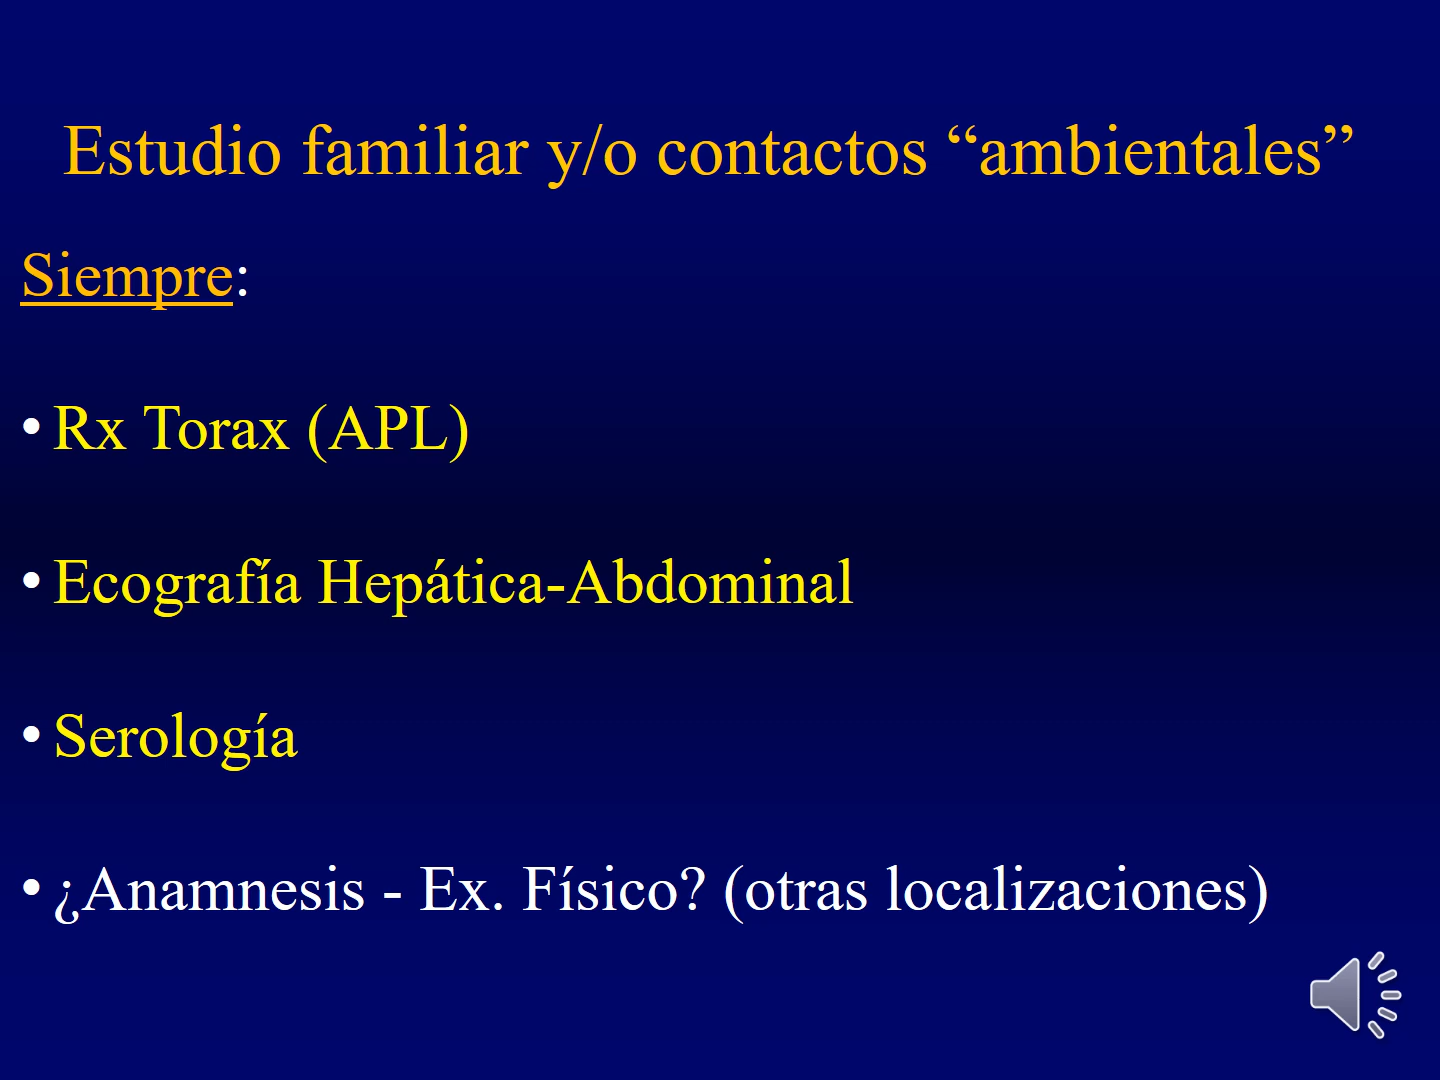 Estudio familiar y/o contactos “ambientales”
Siempre:
• Rx Torax (APL)
• Ecografía Hepática-Abdominal
• Serología
• ¿Anamnesis - Ex. Físico? (otras localizaciones)